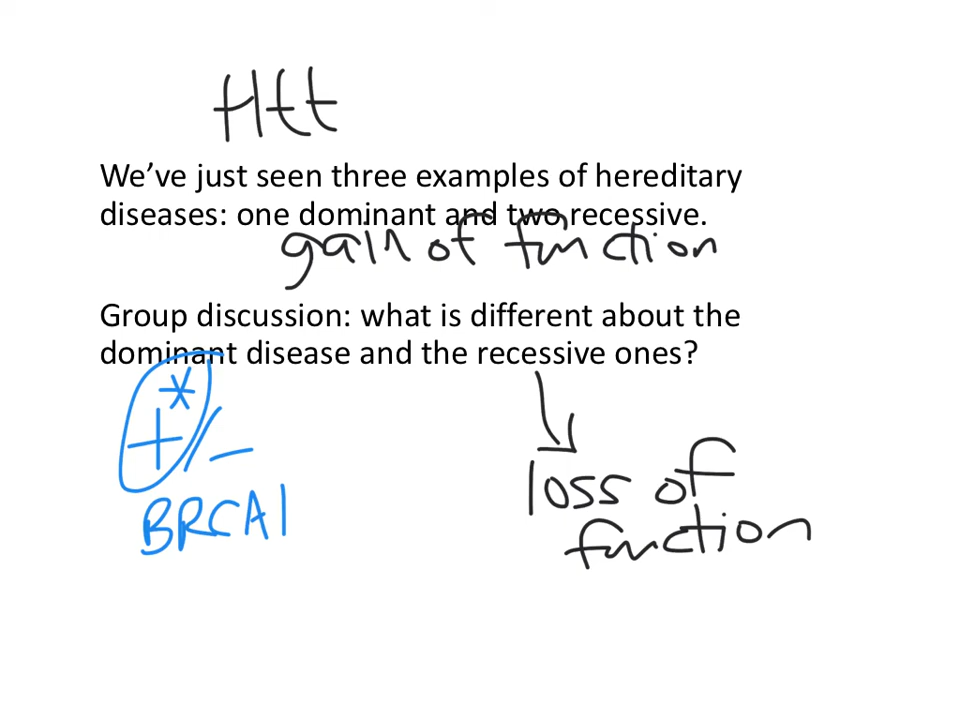 Htt
We’ve just seen three examples of hereditary
diseases: one dominant and two recessive.
gain of function
Group discussion: what is different about the
dominant disease and the recessive ones?
*
+/-
loss of
function
BRCA1